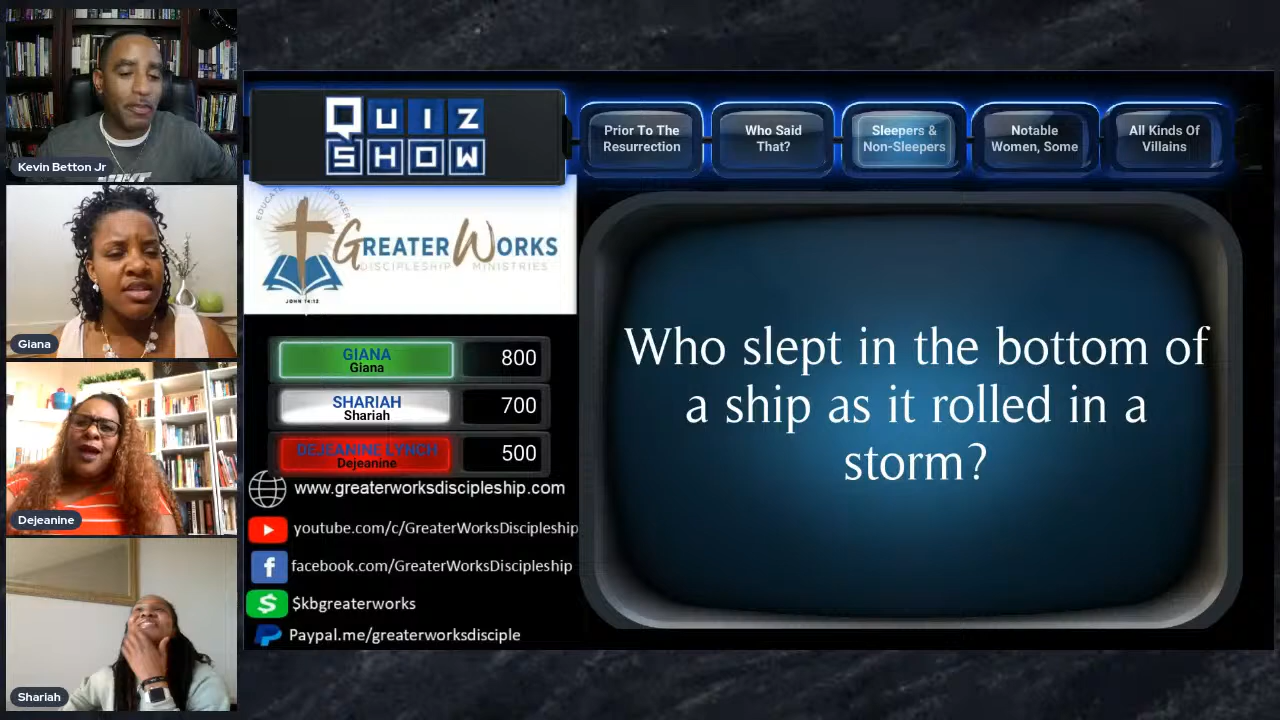 Kevin Betton Jr
Giana
Dejeanine
Shariah
QUIZ
SHOW
Prior To The
Resurrection
Who Said
That?
Sleepers &
Non-Sleepers
Notable
Women, Some
All Kinds Of
Villains
GREATER WORKS
DISCIPLESHIP MINISTRIES
JOHN 14:12
GIANA
Giana
800
SHARIAH
Shariah
700
DEJEANINE LYNCH
Dejeanine
500
www.greaterworksdiscipleship.com
youtube.com/c/GreaterWorksDiscipleship
facebook.com/GreaterWorksDiscipleship
$kbgreaterworks
Paypal.me/greaterworksdisciple
Who slept in the bottom of
a ship as it rolled in a
storm?